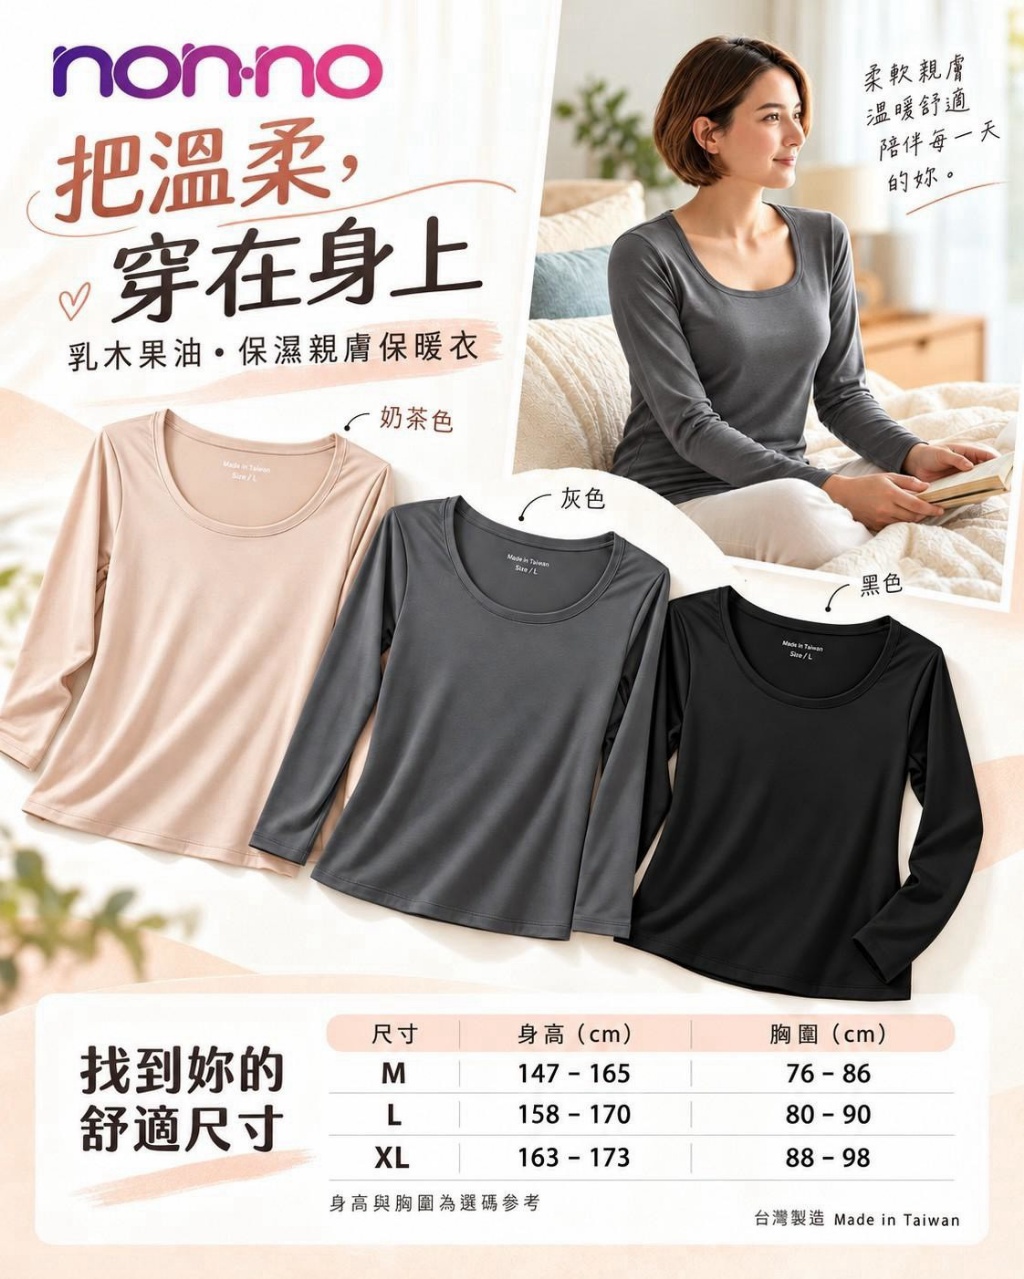 non-no
把溫柔，
穿在身上
乳木果油・保濕親膚保暖衣
柔軟親膚
溫暖舒適
陪伴每一天
的妳。
奶茶色
灰色
黑色
Made in Taiwan
Size / L
Made in Taiwan
Size / L
Made in Taiwan
Size / L
找到妳的
舒適尺寸
尺寸 身高（cm） 胸圍（cm）
M 147 – 165 76 – 86
L 158 – 170 80 – 90
XL 163 – 173 88 – 98
身高與胸圍為選碼參考
台灣製造 Made in Taiwan